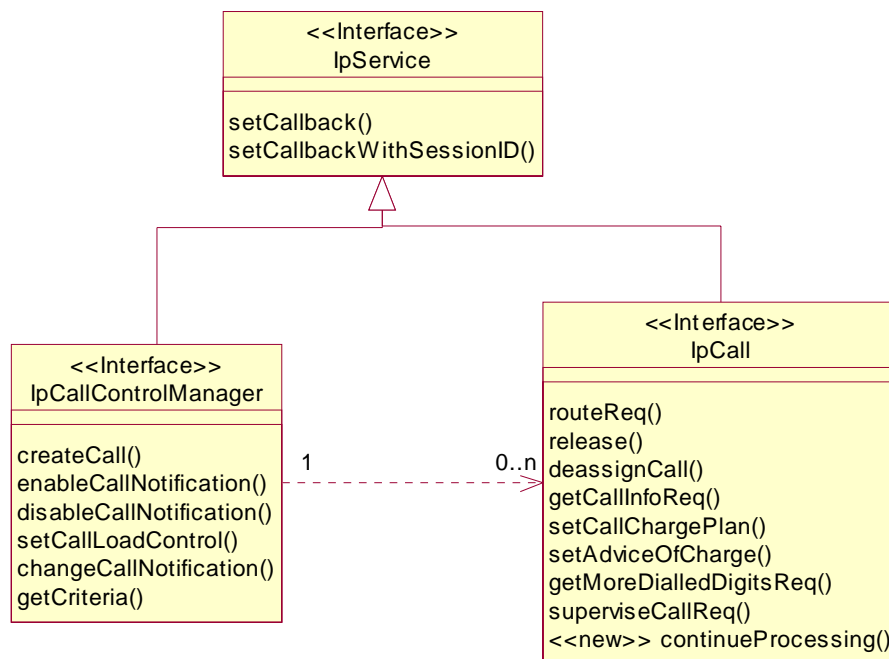 <<Interface>>
IpService
setCallback()
setCallbackWithSessionID()
<<Interface>>
IpCallControlManager
createCall()
enableCallNotification()
disableCallNotification()
setCallLoadControl()
changeCallNotification()
getCriteria()
1
0..n
<<Interface>>
IpCall
routeReq()
release()
deassignCall()
getCallInfoReq()
setCallChargePlan()
setAdviceOfCharge()
getMoreDialledDigitsReq()
superviseCallReq()
<<new>> continueProcessing()